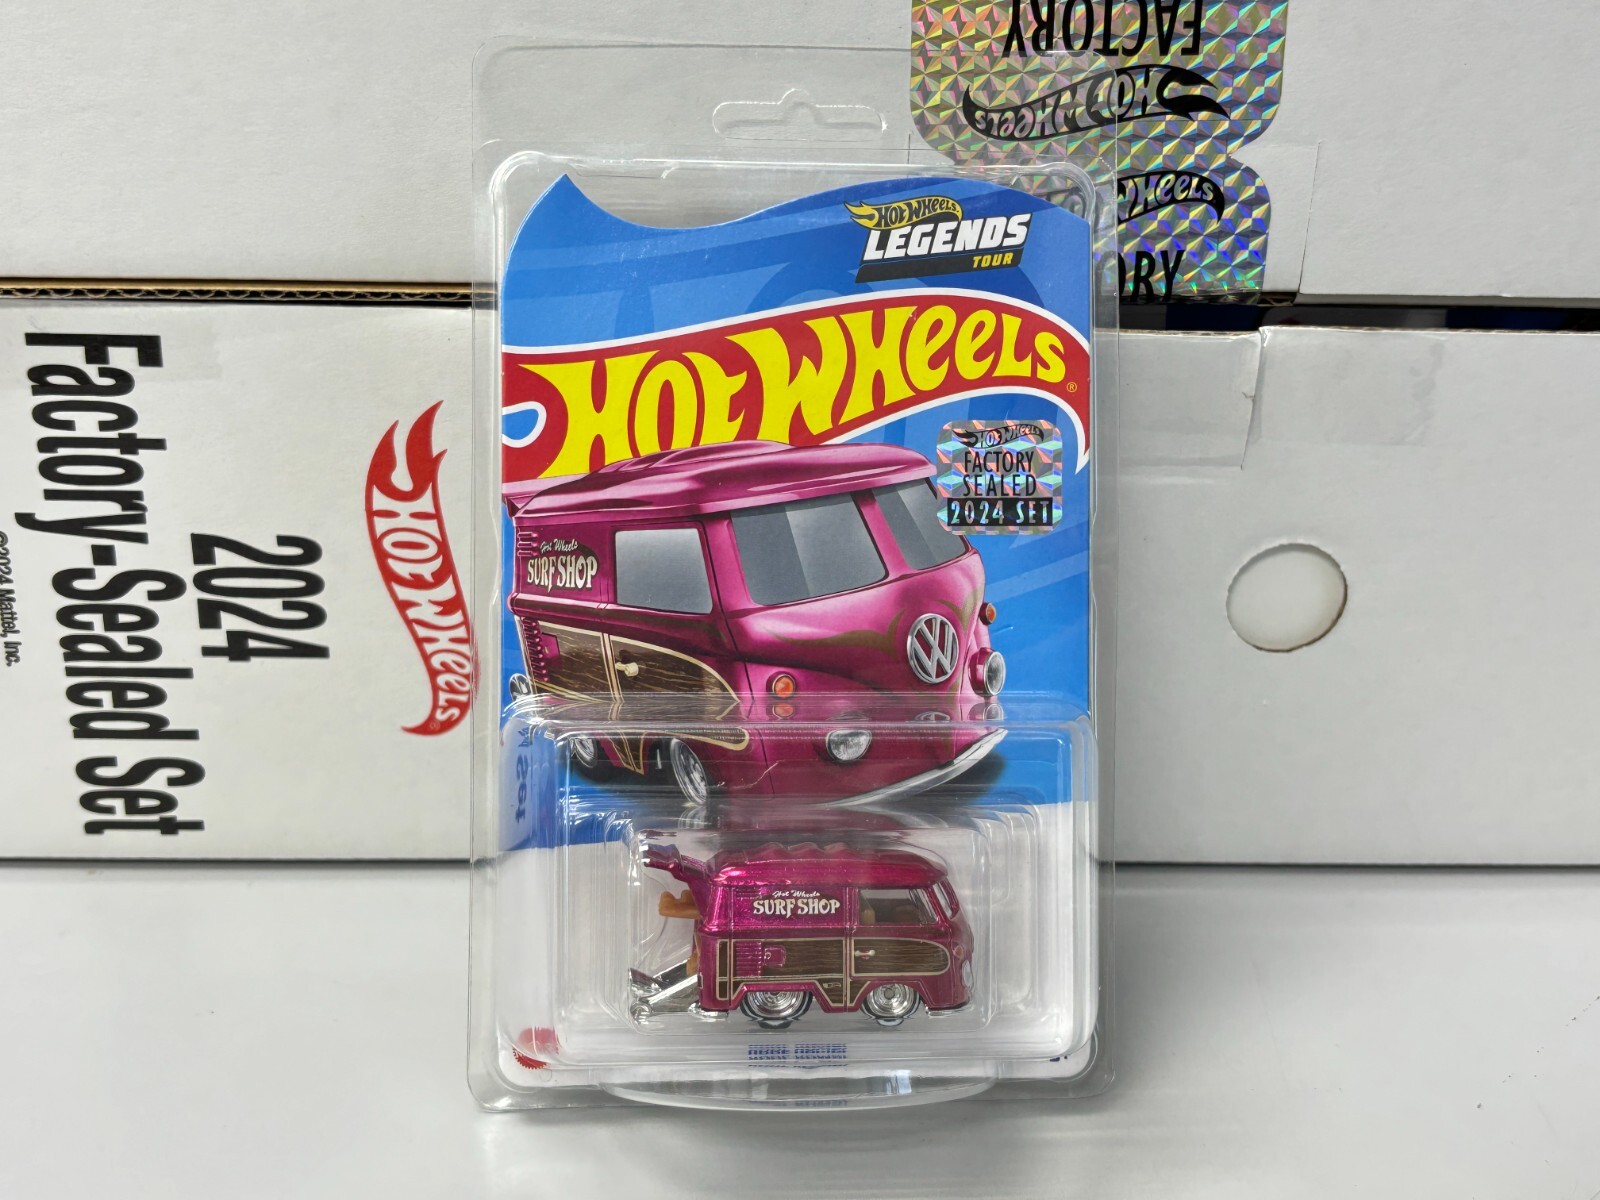 FACTORY
Hot Wheels
Wheels
ORY
Hot Wheels
LEGENDS
TOUR
Hot Wheels®
Hot Wheels
FACTORY
SEALED
2024 SET
Hot Wheels
SURF SHOP
Hot Wheels
SURF SHOP
Hot Wheels
2024
Factory-Sealed Set
©2024 Mattel, Inc.